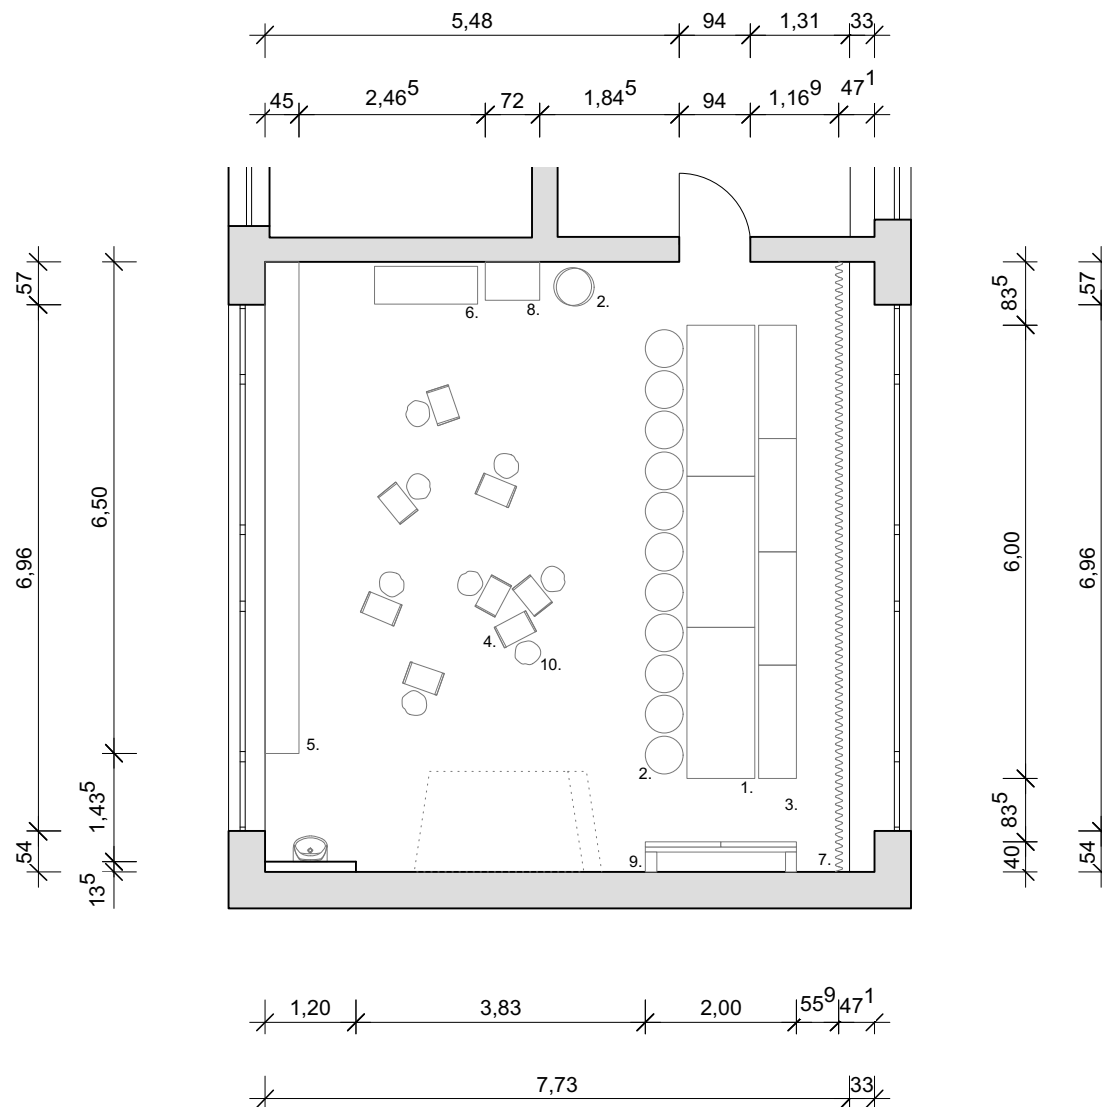 5,48 94 1,31 33
45 2,46⁵ 72 1,84⁵ 94 1,16⁹ 47¹
57 6,96 54
6,50 1,43⁵ 13⁵
6. 8. 2.
4. 10.
5.
2. 1. 3.
9. 7.
83⁵ 6,00 83⁵ 40
57 6,96 54
1,20 3,83 2,00 55⁹ 47¹
7,73 33